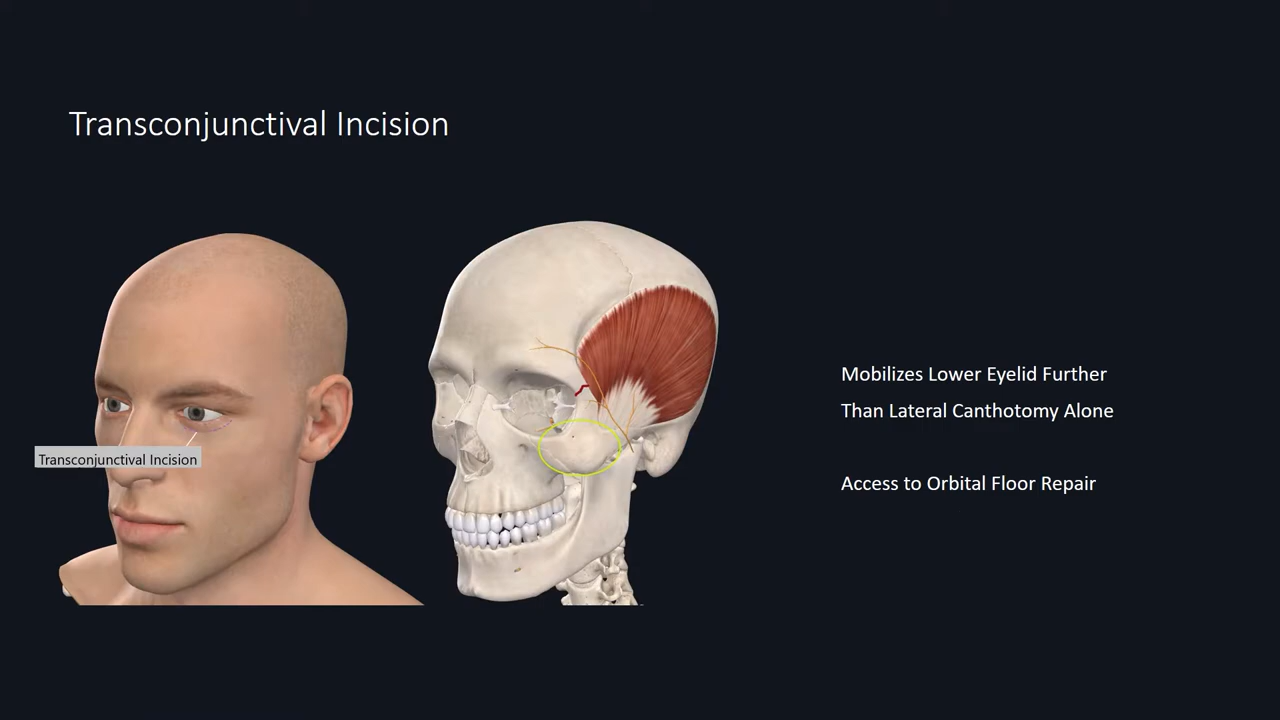 Transconjunctival Incision
Transconjunctival Incision
Mobilizes Lower Eyelid Further
Than Lateral Canthotomy Alone
Access to Orbital Floor Repair